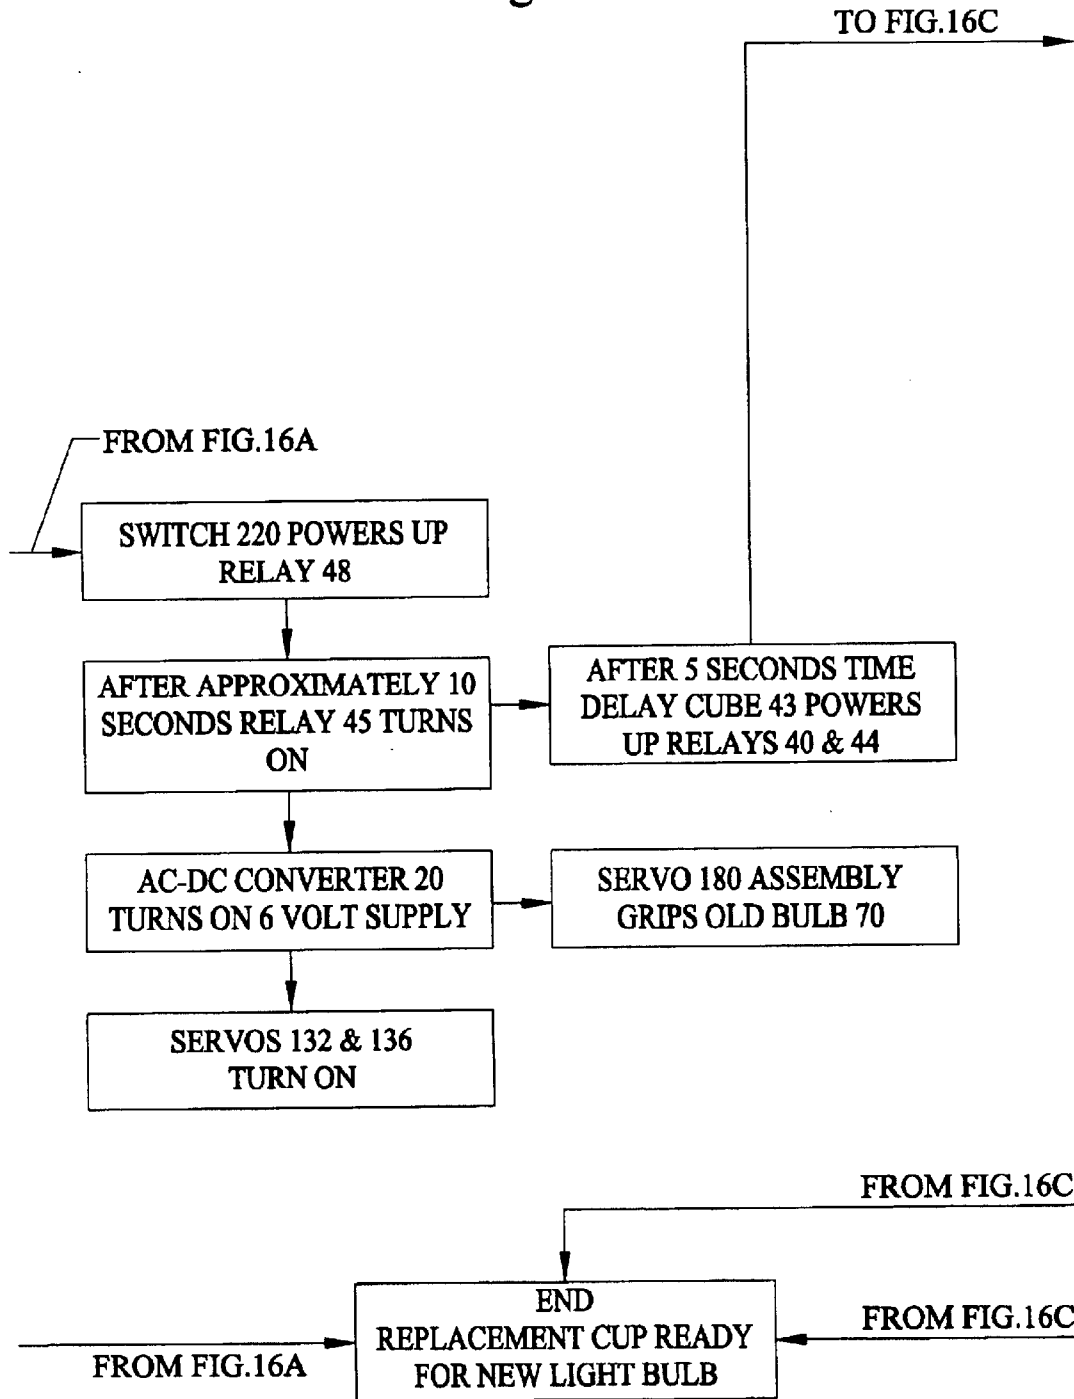 TO FIG.16C
FROM FIG.16A
SWITCH 220 POWERS UP
RELAY 48
AFTER APPROXIMATELY 10
SECONDS RELAY 45 TURNS
ON
AFTER 5 SECONDS TIME
DELAY CUBE 43 POWERS
UP RELAYS 40 & 44
AC-DC CONVERTER 20
TURNS ON 6 VOLT SUPPLY
SERVO 180 ASSEMBLY
GRIPS OLD BULB 70
SERVOS 132 & 136
TURN ON
FROM FIG.16C
END
REPLACEMENT CUP READY
FOR NEW LIGHT BULB
FROM FIG.16C
FROM FIG.16A